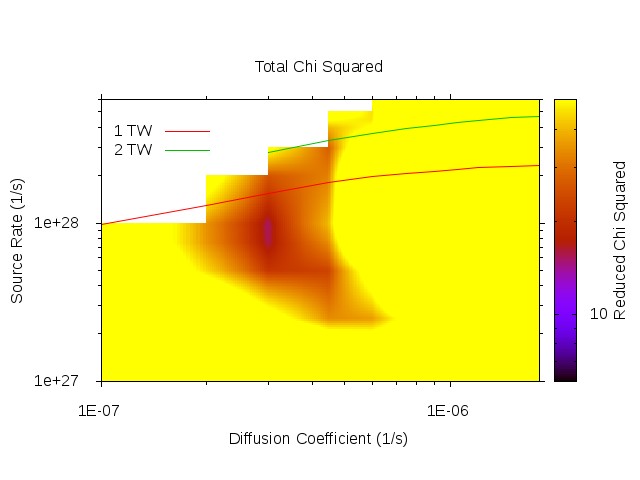 Total Chi Squared
1 TW
2 TW
Source Rate (1/s)
1e+28
1e+27
1E-07
1E-06
Diffusion Coefficient (1/s)
10
Reduced Chi Squared